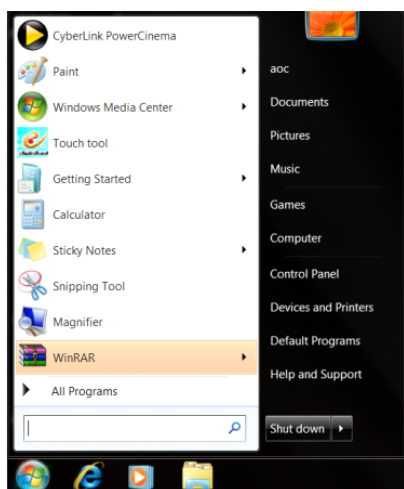 CyberLink PowerCinema
Paint
Windows Media Center
Touch tool
Getting Started
Calculator
Sticky Notes
Snipping Tool
Magnifier
WinRAR
All Programs
aoc
Documents
Pictures
Music
Games
Computer
Control Panel
Devices and Printers
Default Programs
Help and Support
Shut down